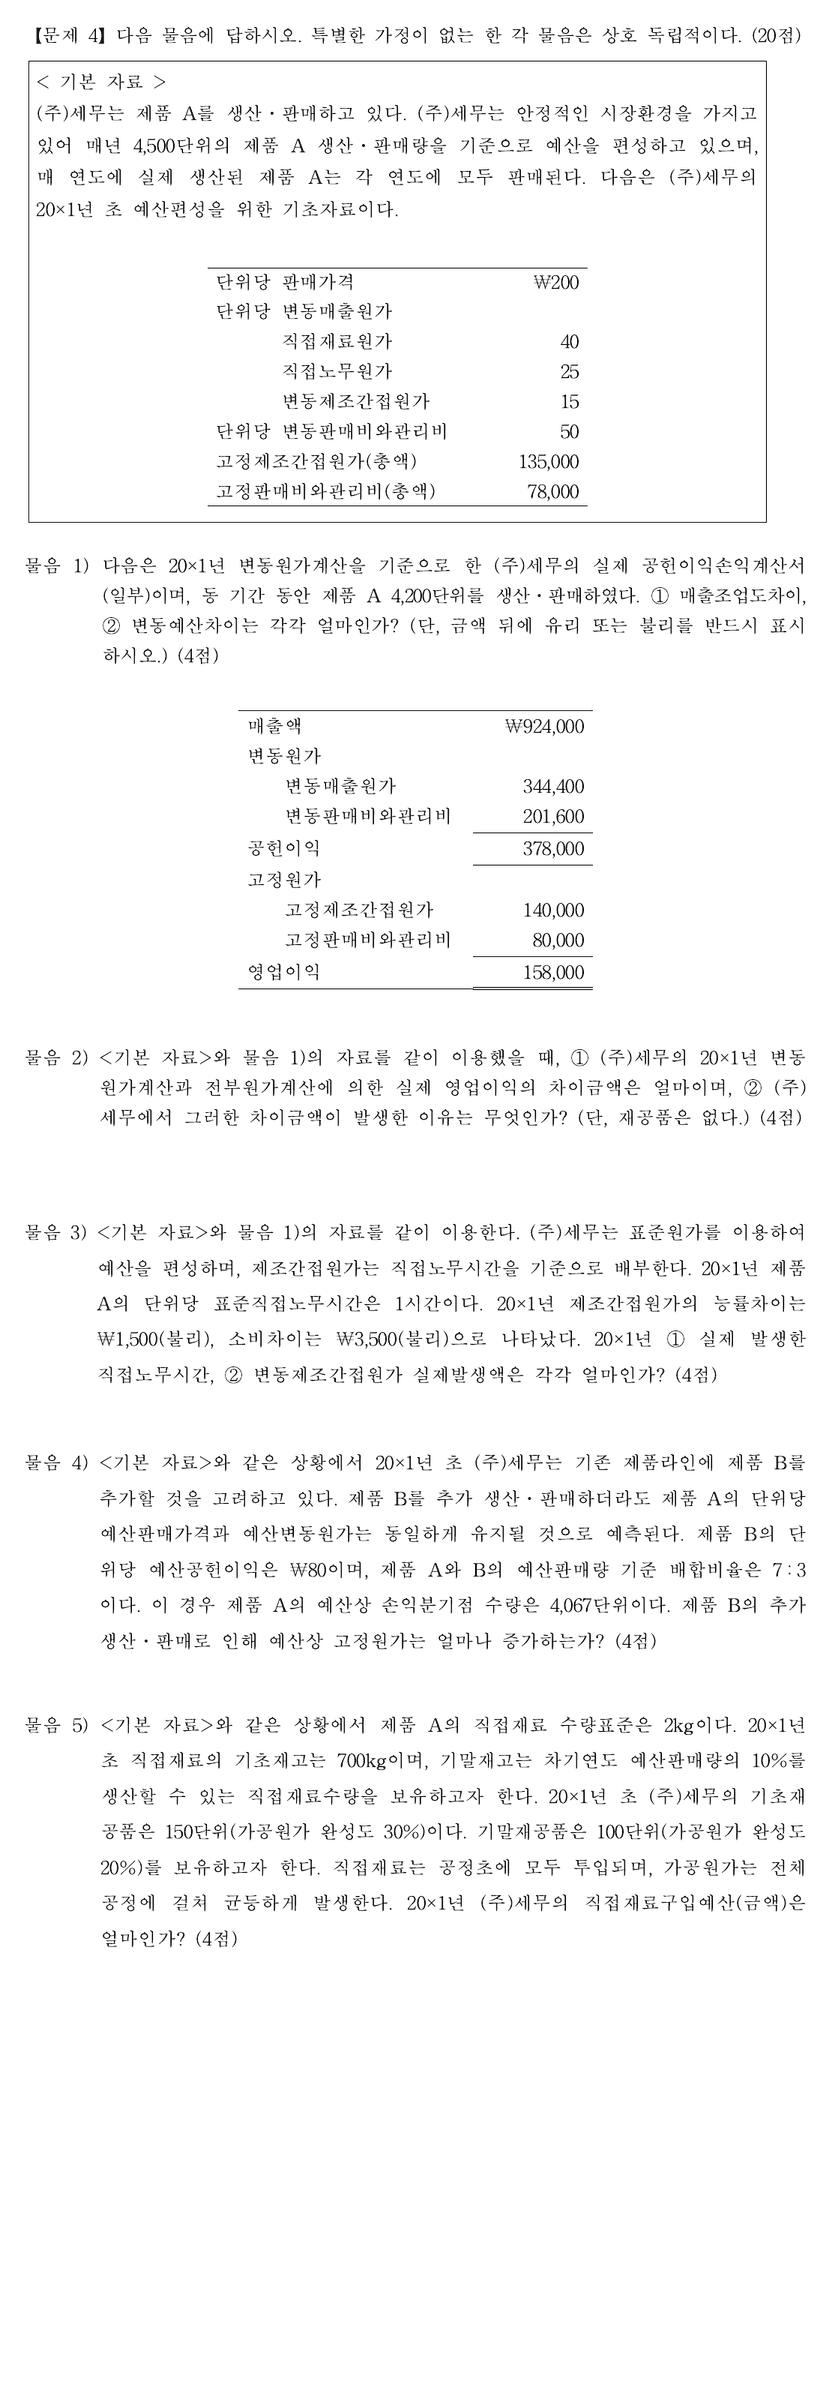 【문제 4】 다음 물음에 답하시오. 특별한 가정이 없는 한 각 물음은 상호 독립적이다. (20점)
< 기본 자료 >
(주)세무는 제품 A를 생산·판매하고 있다. (주)세무는 안정적인 시장환경을 가지고
있어 매년 4,500단위의 제품 A 생산·판매량을 기준으로 예산을 편성하고 있으며,
매 연도에 실제 생산된 제품 A는 각 연도에 모두 판매된다. 다음은 (주)세무의
20×1년 초 예산편성을 위한 기초자료이다.
단위당 판매가격 ₩200
단위당 변동매출원가
직접재료원가 40
직접노무원가 25
변동제조간접원가 15
단위당 변동판매비와관리비 50
고정제조간접원가(총액) 135,000
고정판매비와관리비(총액) 78,000
물음 1) 다음은 20×1년 변동원가계산을 기준으로 한 (주)세무의 실제 공헌이익손익계산서
(일부)이며, 동 기간 동안 제품 A 4,200단위를 생산·판매하였다. ① 매출조업도차이,
② 변동예산차이는 각각 얼마인가? (단, 금액 뒤에 유리 또는 불리를 반드시 표시
하시오.) (4점)
매출액 ₩924,000
변동원가
변동매출원가 344,400
변동판매비와관리비 201,600
공헌이익 378,000
고정원가
고정제조간접원가 140,000
고정판매비와관리비 80,000
영업이익 158,000
물음 2) <기본 자료>와 물음 1)의 자료를 같이 이용했을 때, ① (주)세무의 20×1년 변동
원가계산과 전부원가계산에 의한 실제 영업이익의 차이금액은 얼마이며, ② (주)
세무에서 그러한 차이금액이 발생한 이유는 무엇인가? (단, 재공품은 없다.) (4점)
물음 3) <기본 자료>와 물음 1)의 자료를 같이 이용한다. (주)세무는 표준원가를 이용하여
예산을 편성하며, 제조간접원가는 직접노무시간을 기준으로 배부한다. 20×1년 제품
A의 단위당 표준직접노무시간은 1시간이다. 20×1년 제조간접원가의 능률차이는
₩1,500(불리), 소비차이는 ₩3,500(불리)으로 나타났다. 20×1년 ① 실제 발생한
직접노무시간, ② 변동제조간접원가 실제발생액은 각각 얼마인가? (4점)
물음 4) <기본 자료>와 같은 상황에서 20×1년 초 (주)세무는 기존 제품라인에 제품 B를
추가할 것을 고려하고 있다. 제품 B를 추가 생산·판매하더라도 제품 A의 단위당
예산판매가격과 예산변동원가는 동일하게 유지될 것으로 예측된다. 제품 B의 단
위당 예산공헌이익은 ₩80이며, 제품 A와 B의 예산판매량 기준 배합비율은 7:3
이다. 이 경우 제품 A의 예산상 손익분기점 수량은 4,067단위이다. 제품 B의 추가
생산·판매로 인해 예산상 고정원가는 얼마나 증가하는가? (4점)
물음 5) <기본 자료>와 같은 상황에서 제품 A의 직접재료 수량표준은 2kg이다. 20×1년
초 직접재료의 기초재고는 700kg이며, 기말재고는 차기연도 예산판매량의 10%를
생산할 수 있는 직접재료수량을 보유하고자 한다. 20×1년 초 (주)세무의 기초재
공품은 150단위(가공원가 완성도 30%)이다. 기말재공품은 100단위(가공원가 완성도
20%)를 보유하고자 한다. 직접재료는 공정초에 모두 투입되며, 가공원가는 전체
공정에 걸쳐 균등하게 발생한다. 20×1년 (주)세무의 직접재료구입예산(금액)은
얼마인가? (4점)